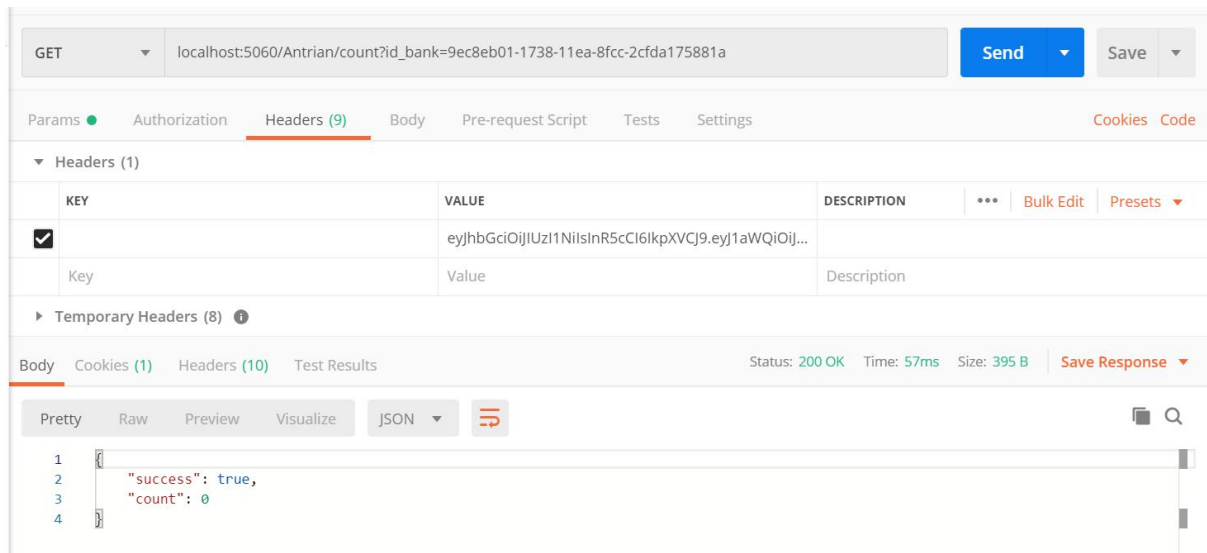 GET localhost:5060/Antrian/count?id_bank=9ec8eb01-1738-11ea-8fcc-2cfda175881a Send Save
Params Authorization Headers (9) Body Pre-request Script Tests Settings Cookies Code
Headers (1)
KEY VALUE DESCRIPTION ••• Bulk Edit Presets
eyJhbGciOiJIUzI1NiIsInR5cCI6IkpXVCJ9.eyJ1aWQiOiJ...
Key Value Description
Temporary Headers (8)
Body Cookies (1) Headers (10) Test Results Status: 200 OK Time: 57ms Size: 395 B Save Response
Pretty Raw Preview Visualize JSON
1 {
2 "success": true,
3 "count": 0
4 }